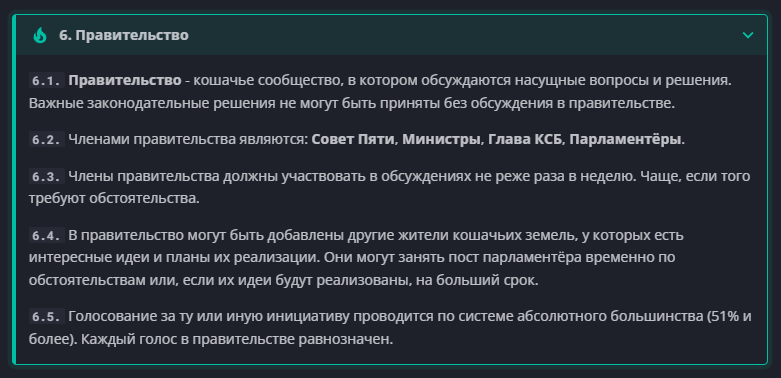 6. Правительство
6.1. Правительство - кошачье сообщество, в котором обсуждаются насущные вопросы и решения.
Важные законодательные решения не могут быть приняты без обсуждения в правительстве.
6.2. Членами правительства являются: Совет Пяти, Министры, Глава КСБ, Парламентёры.
6.3. Члены правительства должны участвовать в обсуждениях не реже раза в неделю. Чаще, если того
требуют обстоятельства.
6.4. В правительство могут быть добавлены другие жители кошачьих земель, у которых есть
интересные идеи и планы их реализации. Они могут занять пост парламентёра временно по
обстоятельствам или, если их идеи будут реализованы, на больший срок.
6.5. Голосование за ту или иную инициативу проводится по системе абсолютного большинства (51% и
более). Каждый голос в правительстве равнозначен.